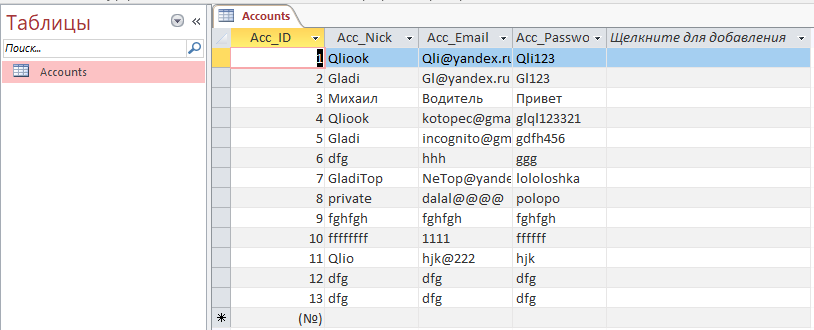 Таблицы
Поиск...
Accounts
Accounts
Acc_ID Acc_Nick Acc_Email Acc_Passwo Щелкните для добавления
1 Qliook Qli@yandex.ru Qli123
2 Gladi Gl@yandex.ru Gl123
3 Михаил Водитель Привет
4 Qliook kotopec@gma glql123321
5 Gladi incognito@gm gdfh456
6 dfg hhh ggg
7 GladiTop NeTop@yande lololoshka
8 private dalal@@@@ polopo
9 fghfgh fghfgh fghfgh
10 ffffffff 1111 ffffff
11 Qlio hjk@222 hjk
12 dfg dfg dfg
13 dfg dfg dfg
(№)